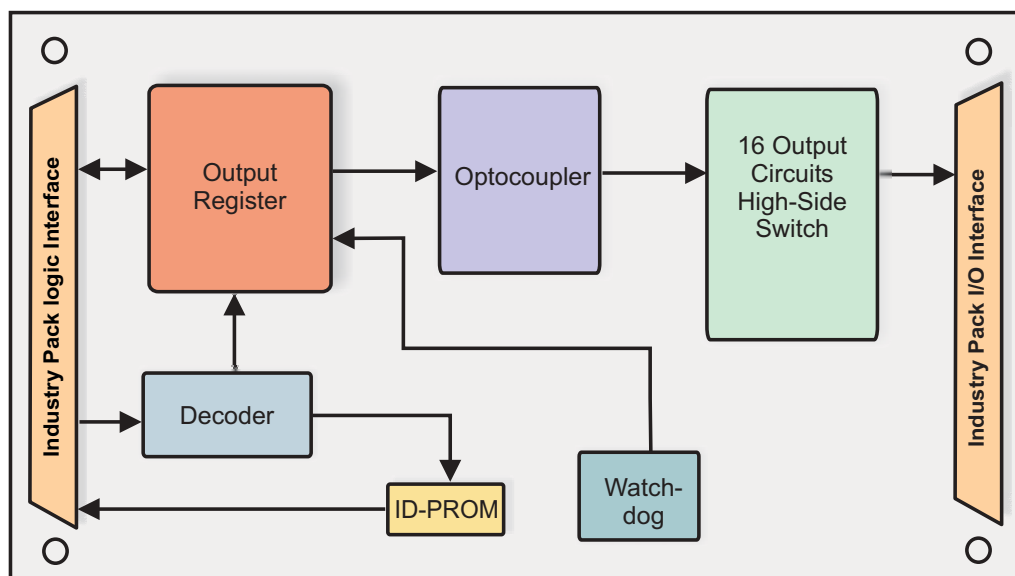 Industry Pack logic Interface
Output
Register
Optocoupler
16 Output
Circuits
High-Side
Switch
Industry Pack I/O Interface
Decoder
ID-PROM
Watch-
dog